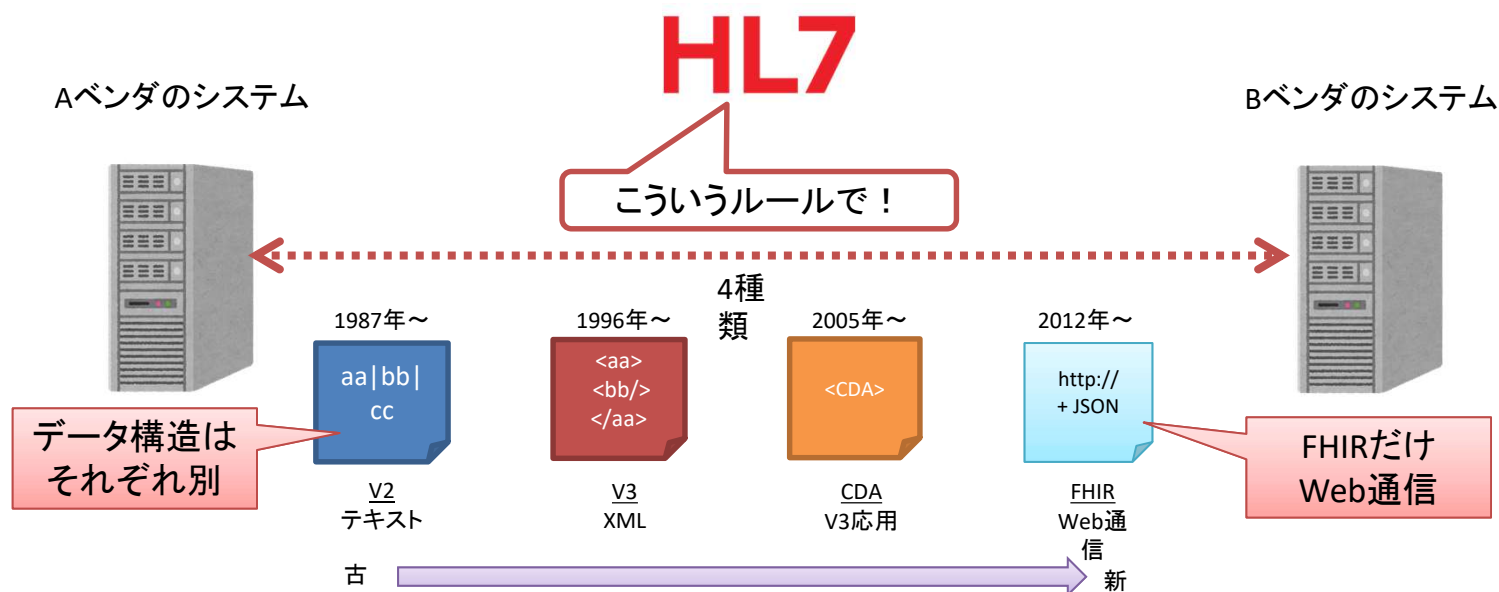 HL7
Aベンダのシステム
Bベンダのシステム
こういうルールで！
4種
類
1987年～
1996年～
2005年～
2012年～
aa|bb|
cc
<aa>
<bb/>
</aa>
<CDA>
http://
+ JSON
データ構造は
それぞれ別
FHIRだけ
Web通信
V2
テキスト
V3
XML
CDA
V3応用
FHIR
Web通
信
古
新